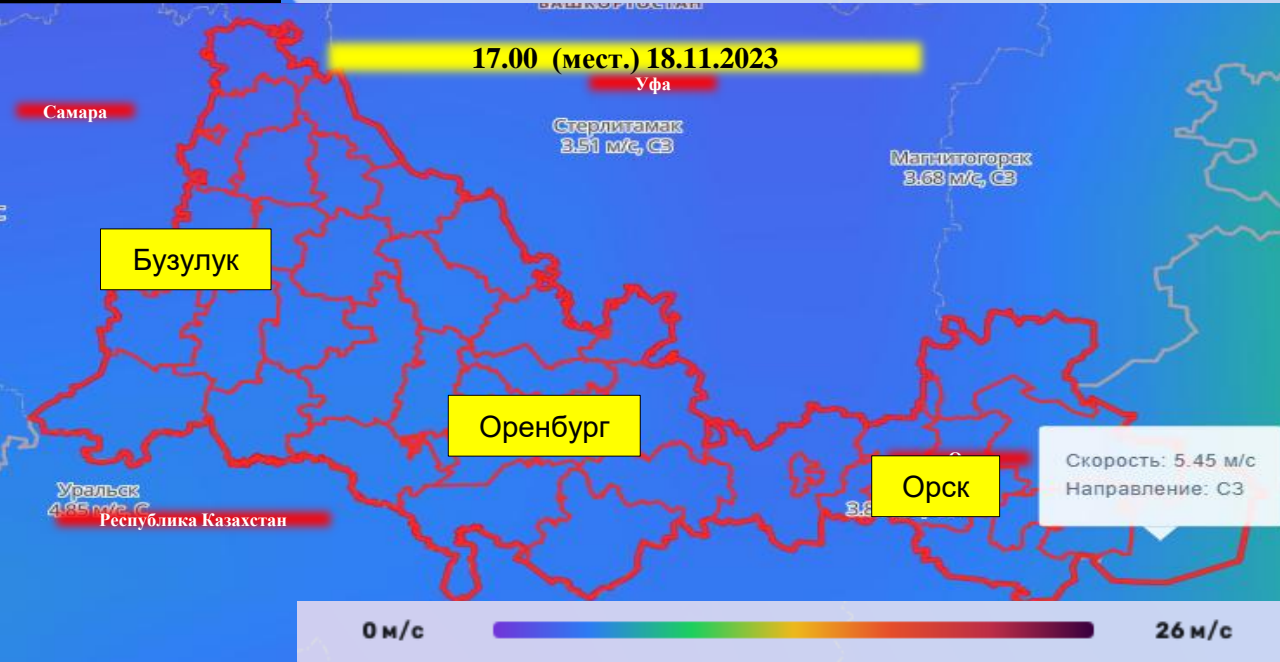 БАШКОРТОСТАН
17.00 (мест.) 18.11.2023
Уфа
Самара
Стерлитамак
3.51 м/с, СЗ
Магнитогорск
3.68 м/с, СЗ
Бузулук
Оренбург
Орск
Скорость: 5.45 м/с
Направление: СЗ
Уральск
4.85 м/с, С
Республика Казахстан
0 м/с
26 м/с